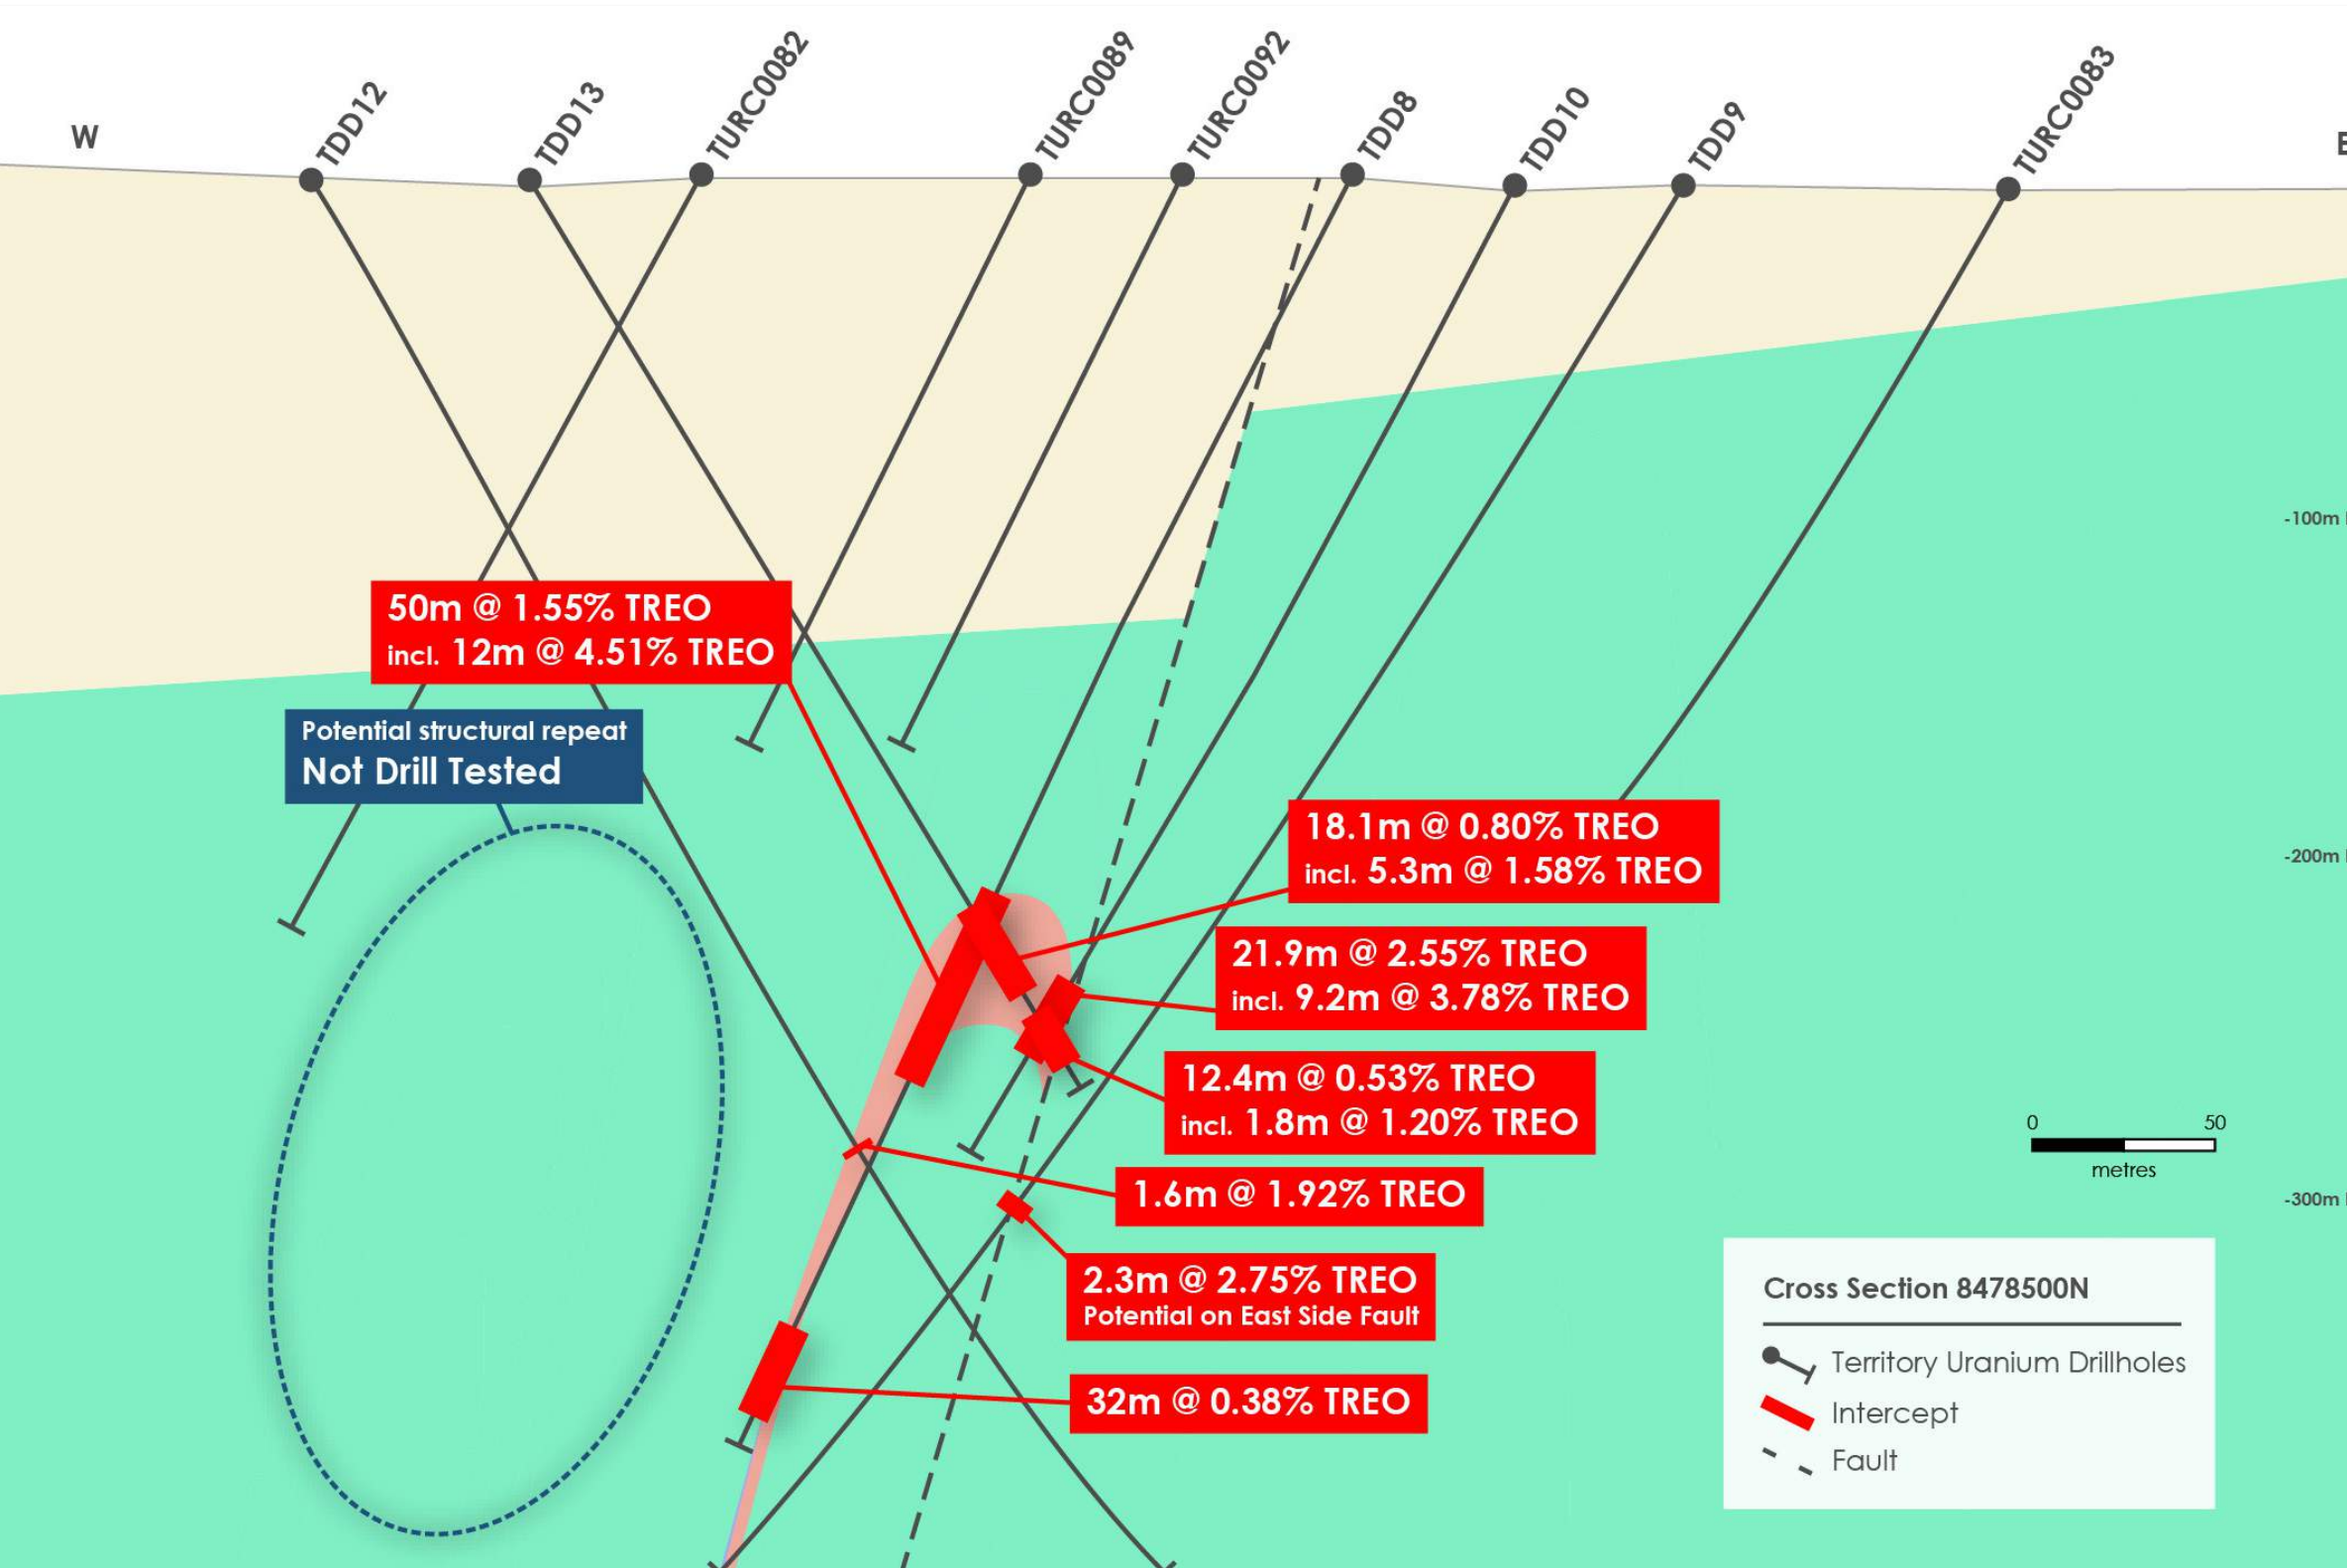 W
TDD12
TDD13
TURC0082
TURC0089
TURC0092
TDD8
TDD10
TDD9
TURC0083
-100m
50m @ 1.55% TREO
incl. 12m @ 4.51% TREO
Potential structural repeat
Not Drill Tested
18.1m @ 0.80% TREO
incl. 5.3m @ 1.58% TREO
-200m
21.9m @ 2.55% TREO
incl. 9.2m @ 3.78% TREO
12.4m @ 0.53% TREO
incl. 1.8m @ 1.20% TREO
0 50
metres
1.6m @ 1.92% TREO
-300m
2.3m @ 2.75% TREO
Potential on East Side Fault
32m @ 0.38% TREO
Cross Section 8478500N
Territory Uranium Drillholes
Intercept
Fault